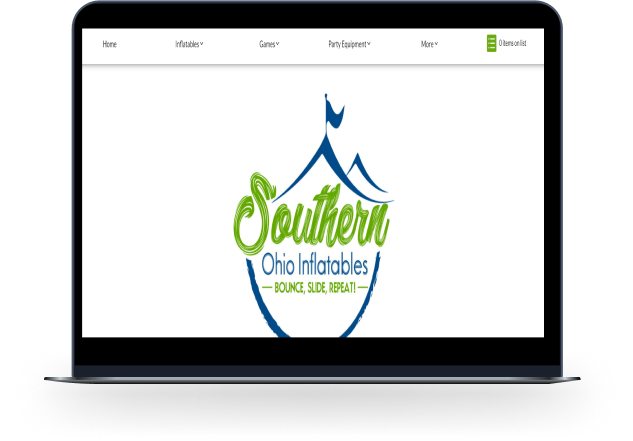 Home Inflatables Games Party Equipment More 0 items on list
Southern
Ohio Inflatables
— BOUNCE, SLIDE, REPEAT! —